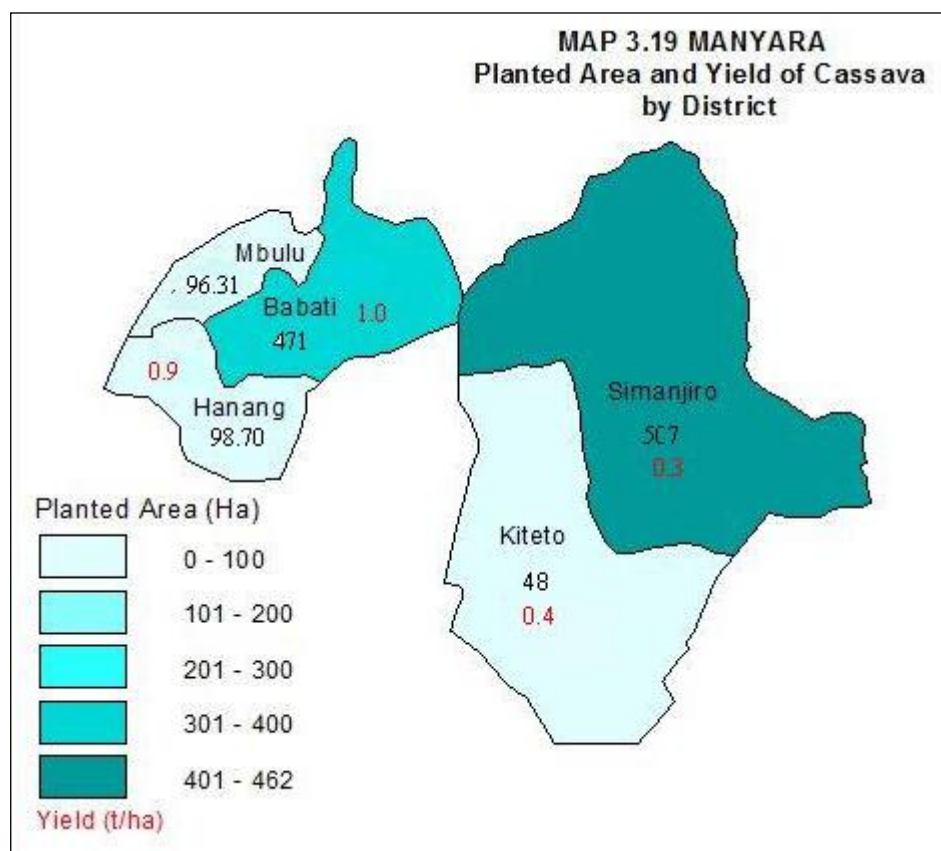 MAP 3.19 MANYARA
Planted Area and Yield of Cassava
by District
Mbulu
96.31
Babati
1.0
471
0.9
Hanang
98.70
Simanjiro
507
0.3
Kiteto
48
0.4
Planted Area (Ha)
0 - 100
101 - 200
201 - 300
301 - 400
401 - 462
Yield (t/ha)